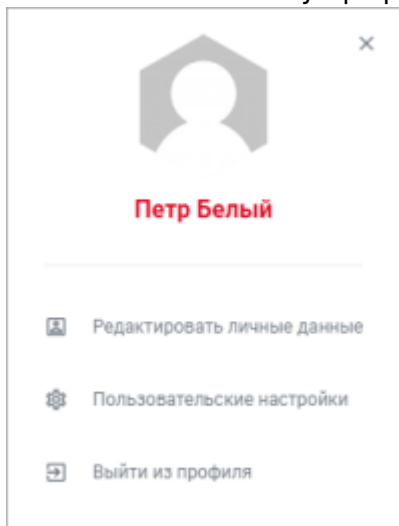 Петр Белый
Редактировать личные данные
Пользовательские настройки
Выйти из профиля